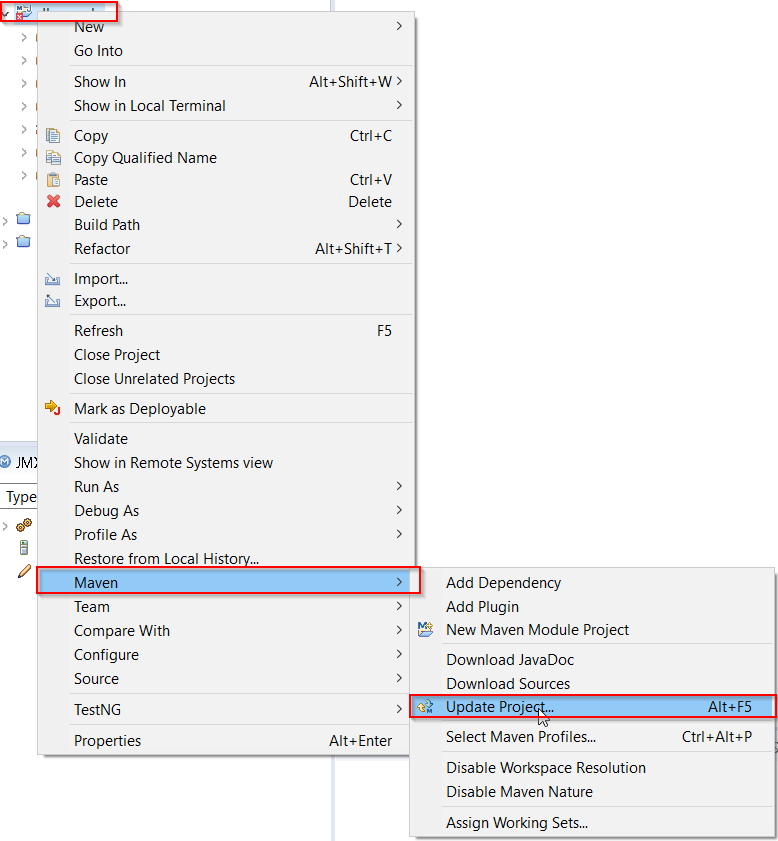 New
Go Into
Show In Alt+Shift+W
Show in Local Terminal
Copy Ctrl+C
Copy Qualified Name
Paste Ctrl+V
Delete Delete
Build Path
Refactor Alt+Shift+T
Import...
Export...
Refresh F5
Close Project
Close Unrelated Projects
Mark as Deployable
Validate
JMX
Show in Remote Systems view
Run As
Type
Debug As
Profile As
Restore from Local History...
Maven
Team
Compare With
Configure
Source
TestNG
Properties Alt+Enter
Add Dependency
Add Plugin
New Maven Module Project
Download JavaDoc
Download Sources
Update Project... Alt+F5
Select Maven Profiles... Ctrl+Alt+P
Disable Workspace Resolution
Disable Maven Nature
Assign Working Sets...